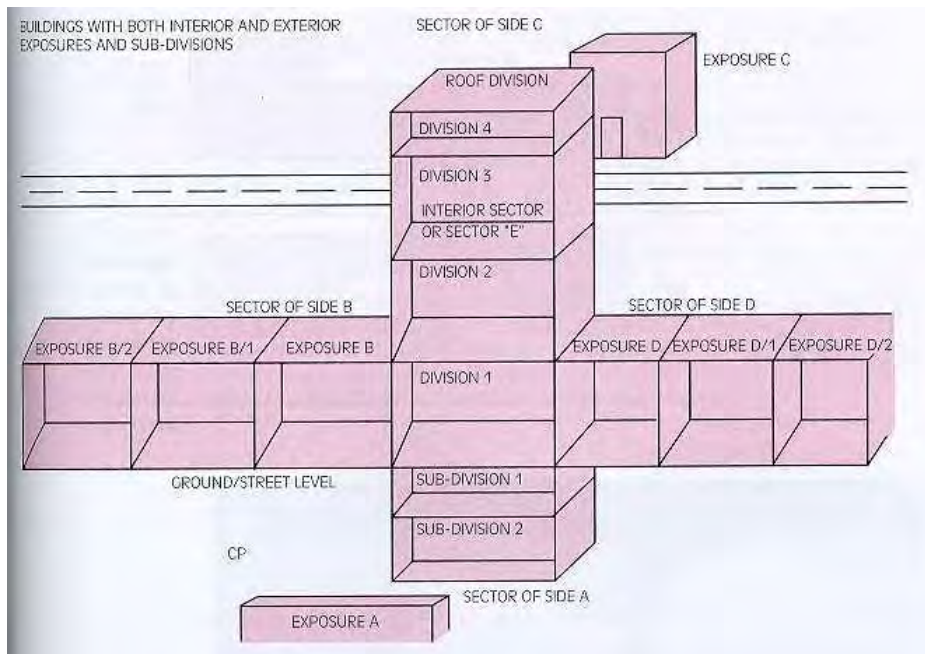 BUILDINGS WITH BOTH INTERIOR AND EXTERIOR
EXPOSURES AND SUB-DIVISIONS
SECTOR OF SIDE C
EXPOSURE C
ROOF DIVISION
DIVISION 4
DIVISION 3
INTERIOR SECTOR
OR SECTOR "E"
DIVISION 2
SECTOR OF SIDE B
SECTOR OF SIDE D
EXPOSURE B/2
EXPOSURE B/1
EXPOSURE B
EXPOSURE D
EXPOSURE D/1
EXPOSURE D/2
DIVISION 1
GROUND/STREET LEVEL
SUB-DIVISION 1
SUB-DIVISION 2
CP
SECTOR OF SIDE A
EXPOSURE A